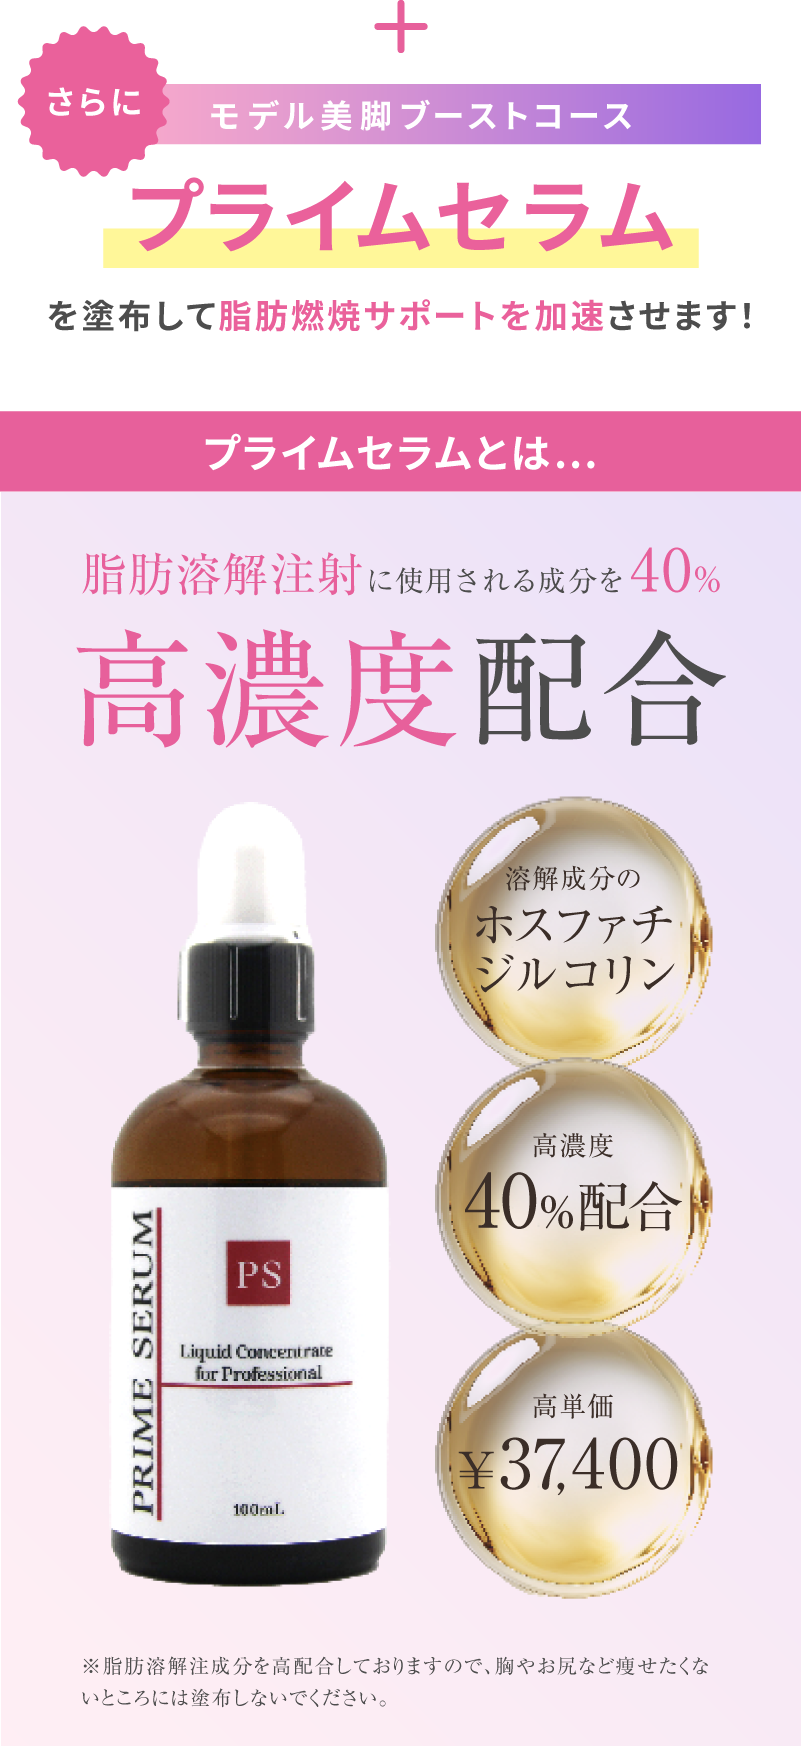 +
さらに
モデル美脚ブーストコース
プライムセラム
を塗布して脂肪燃焼サポートを加速させます!
プライムセラムとは...
脂肪溶解注射に使用される成分を40%
高濃度配合
溶解成分の
ホスファチ
ジルコリン
高濃度
40%配合
高単価
¥37,400
PRIME SERUM
PS
Liquid Concentrate
for Professional
100mL
※脂肪溶解注成分を高配合しておりますので、胸やお尻など痩せたくな
いところには塗布しないでください。